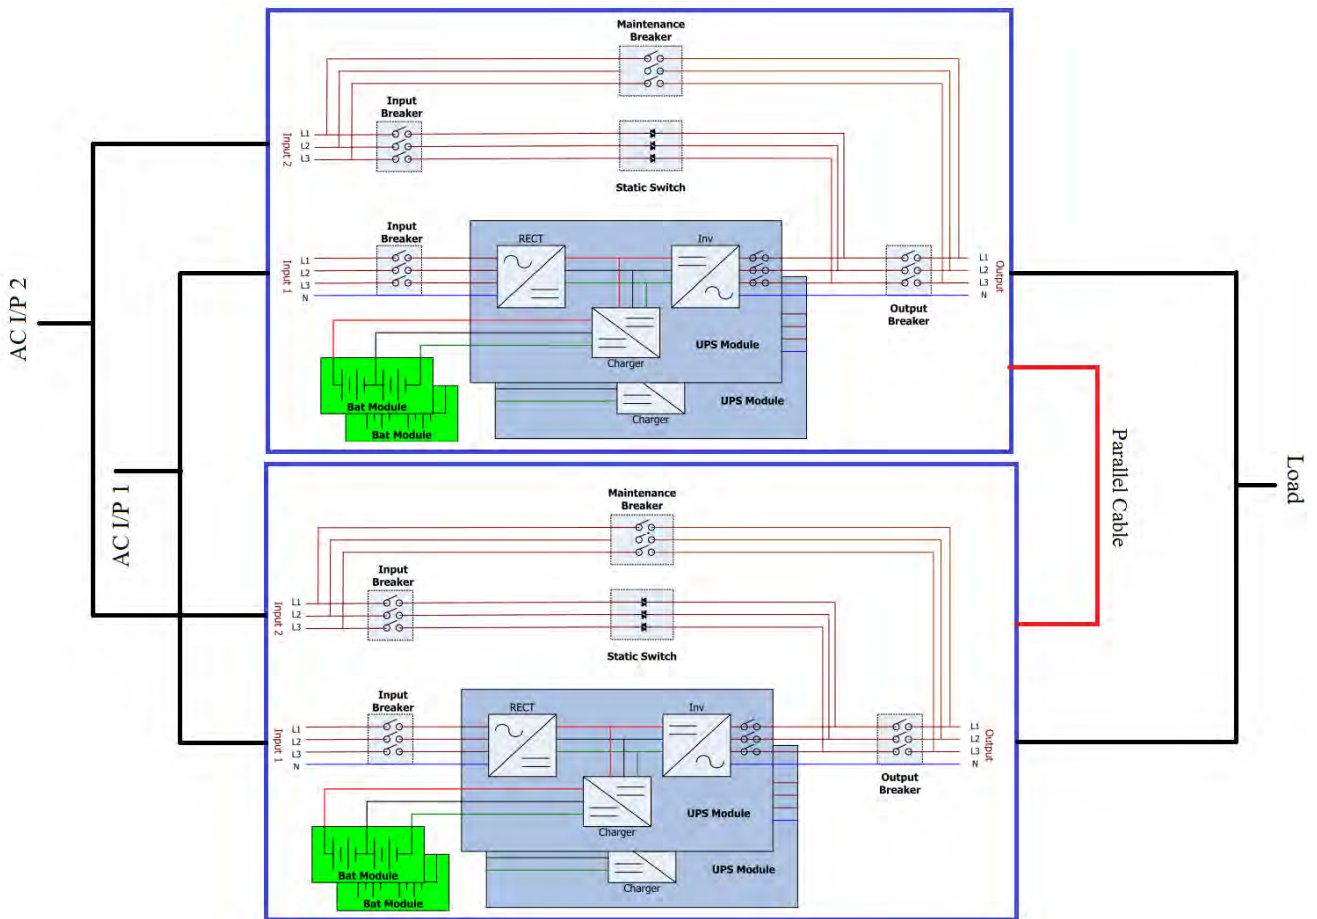 Maintenance
Breaker
Input
Breaker
L1
L2
L3
Input 2
Static Switch
Input
Breaker
RECT
Inv
L1
L2
L3
N
Input 1
L1
L2
L3
N
Output
Output
Breaker
UPS Module
Charger
Bat Module
UPS Module
Charger
Bat Module
AC I/P 2
AC I/P 1
Parallel Cable
Load
Maintenance
Breaker
Input
Breaker
L1
L2
L3
Input 2
Static Switch
Input
Breaker
RECT
Inv
L1
L2
L3
N
Input 1
L1
L2
L3
N
Output
Output
Breaker
UPS Module
Charger
Bat Module
UPS Module
Charger
Bat Module